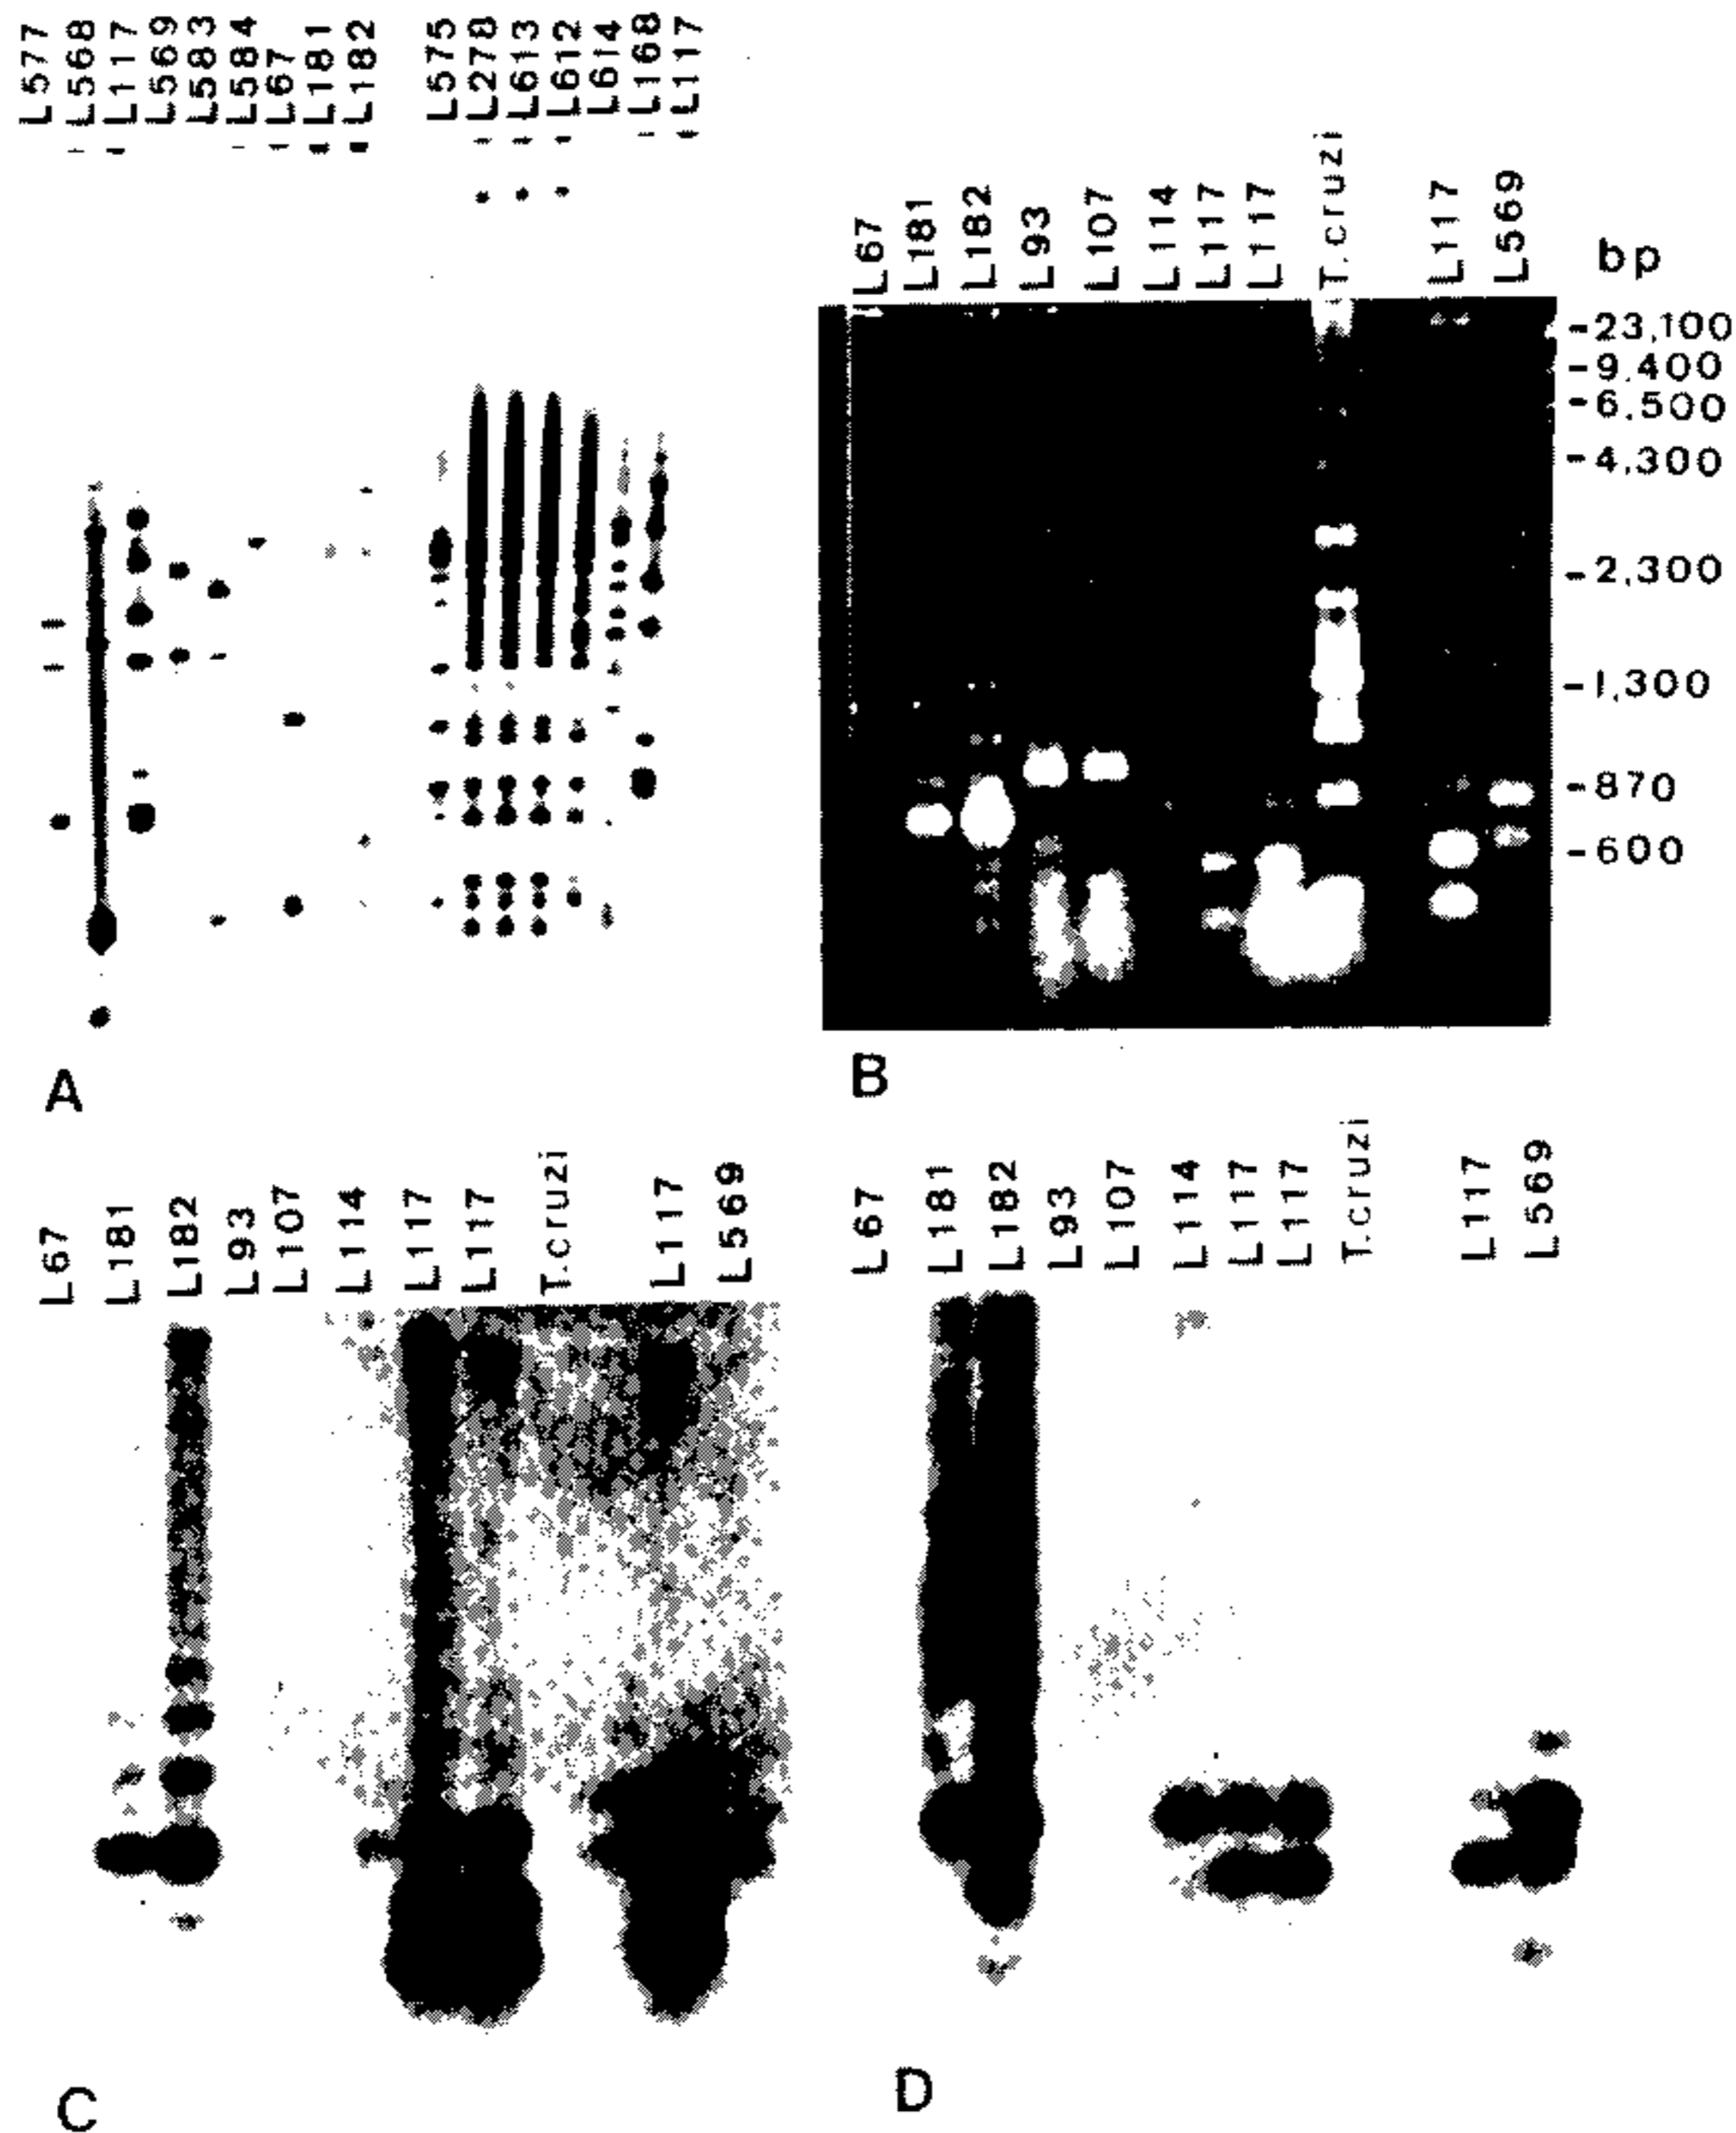 L577 L568 L117 L569 L583 L584 L67 L181 L182 L575 L278 L613 L612 L614 L168 L117
L67 L181 L182 L93 L107 L114 L117 L117 T.cruzi L117 L569 bp
-23,100
-9.400
-6.500
-4,300
-2,300
-1,300
-870
-600
A
B
L67 L181 L182 L93 L107 L114 L117 L117 T.cruzi L117 L569
L67 L181 L182 L93 L107 L114 L117 L117 T.cruzi L117 L569
C
D